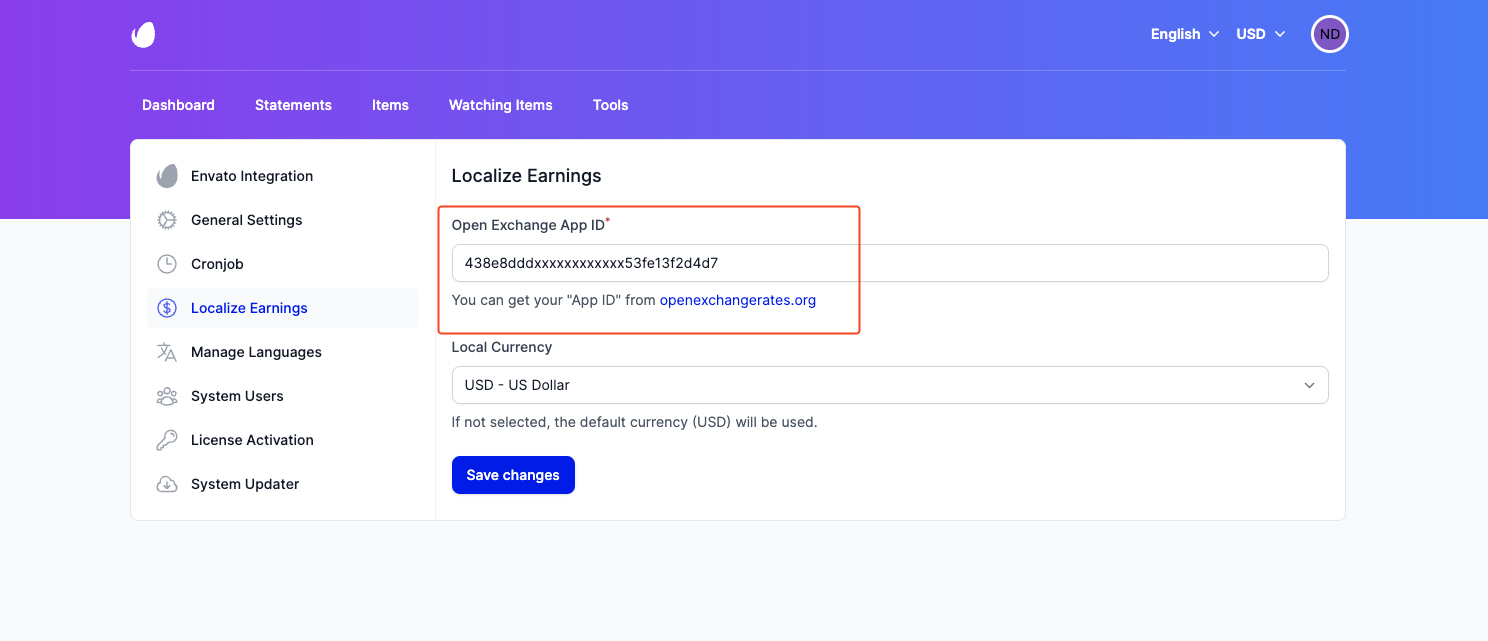 English USD ND
Dashboard Statements Items Watching Items Tools
Envato Integration
General Settings
Cronjob
Localize Earnings
Manage Languages
System Users
License Activation
System Updater
Localize Earnings
Open Exchange App ID*
438e8dddxxxxxxxxxxxx53fe13f2d4d7
You can get your "App ID" from openexchangerates.org
Local Currency
USD - US Dollar
If not selected, the default currency (USD) will be used.
Save changes